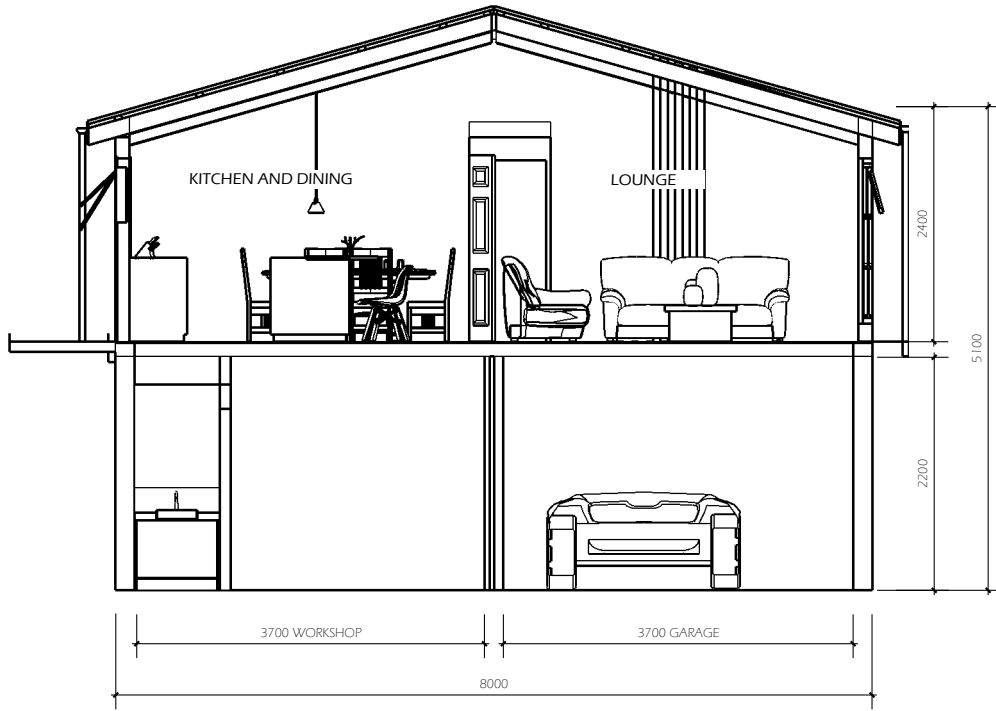 KITCHEN AND DINING
LOUNGE
2400
5100
2200
3700 WORKSHOP
3700 GARAGE
8000